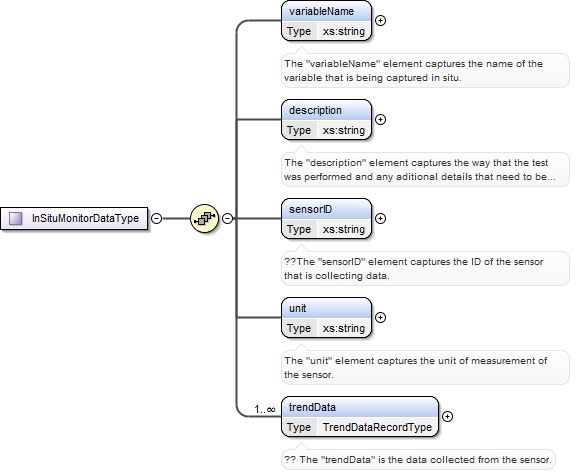 variableName
Type xs:string
The "variableName" element captures the name of the
variable that is being captured in situ.
description
Type xs:string
The "description" element captures the way that the test
was performed and any aditional details that need to be...
InSituMonitorDataType
sensorID
Type xs:string
??The "sensorID" element captures the ID of the sensor
that is collecting data.
unit
Type xs:string
The "unit" element captures the unit of measurement of
the sensor.
1..∞
trendData
Type TrendDataRecordType
?? The "trendData" is the data collected from the sensor.